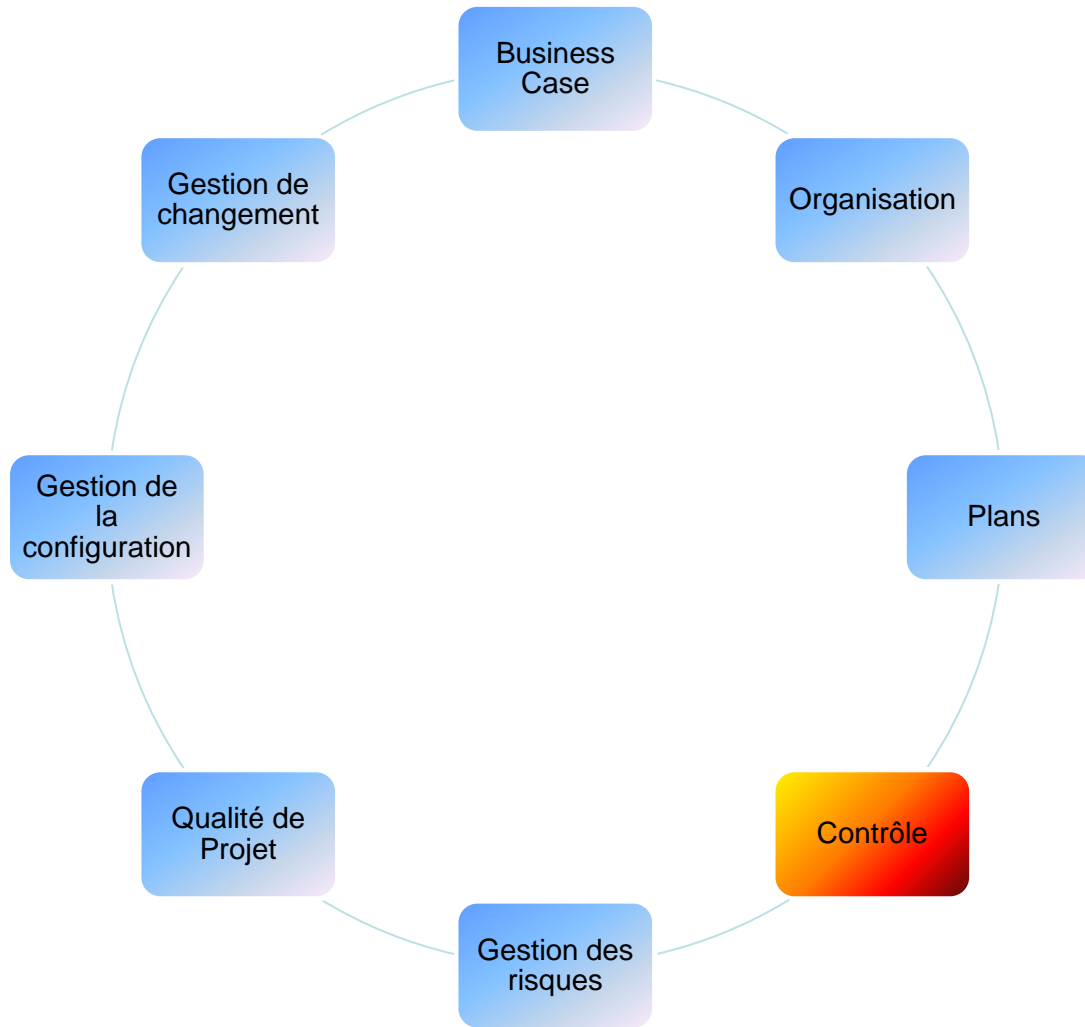 Business
Case
Organisation
Plans
Contrôle
Gestion des
risques
Qualité de
Projet
Gestion de
la
configuration
Gestion de
changement